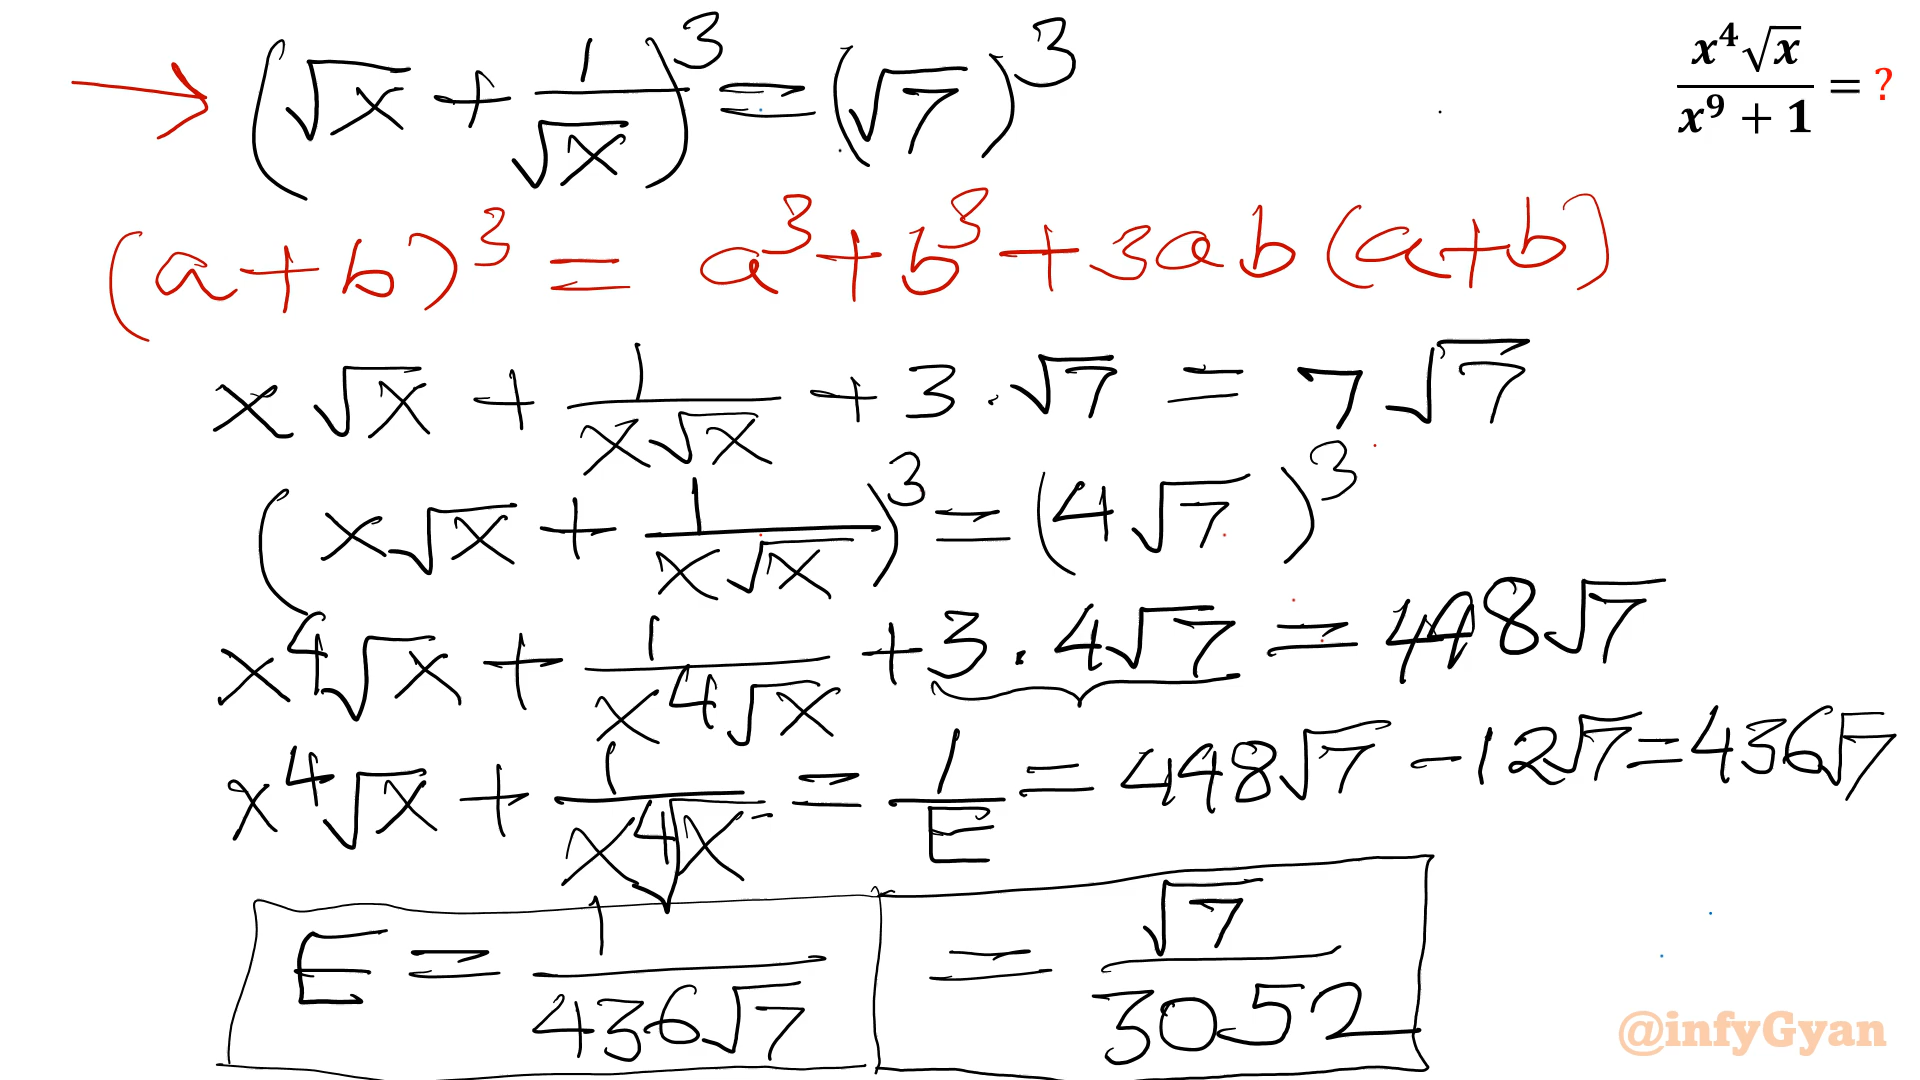 (√x + 1/√x)³ = (√7)³
x⁴√x / (x⁹ + 1) = ?
(a+b)³ = a³+b³+3ab(a+b)
x√x + 1/(x√x) + 3·√7 = 7√7
(x√x + 1/(x√x))³ = (4√7)³
x⁴√x + 1/(x⁴√x) + 3·4√7 = 448√7
x⁴√x + 1/(x⁴√x) = 1/E = 448√7 − 12√7 = 436√7
E = 1/(436√7) = √7/3052
@infyGyan